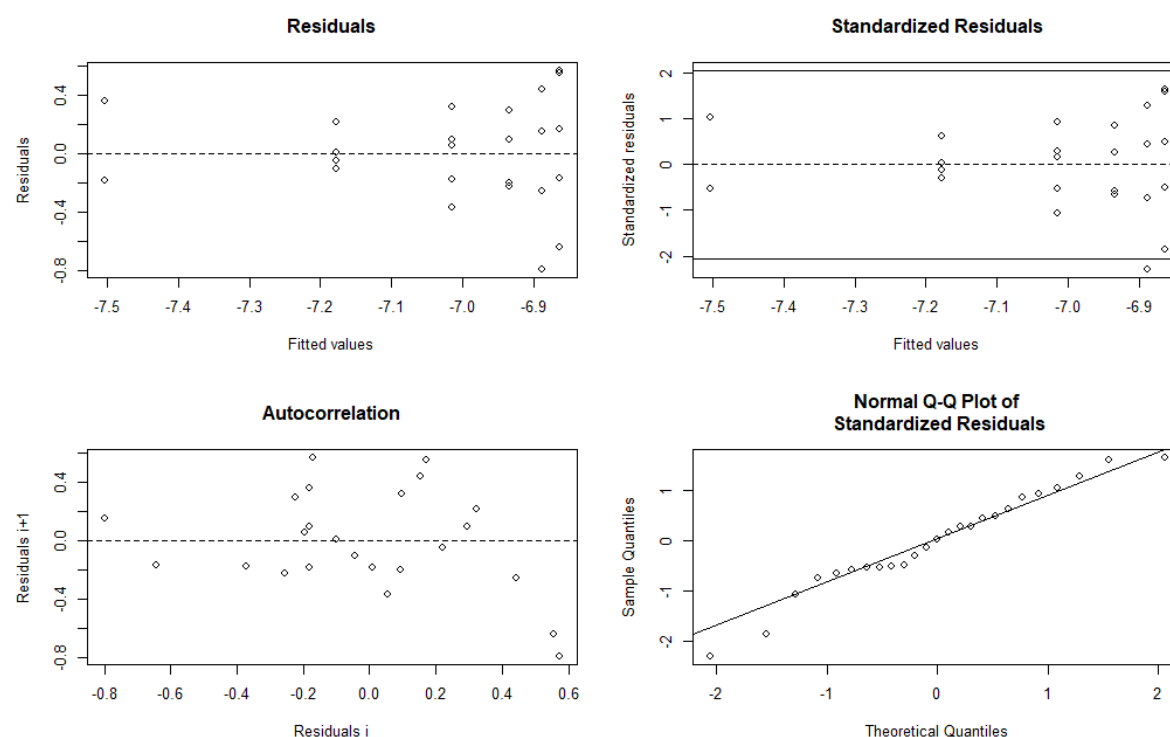 Residuals
Residuals
-0.8 -0.4 0.0 0.4
-7.5 -7.4 -7.3 -7.2 -7.1 -7.0 -6.9
Fitted values
Standardized Residuals
Standardized residuals
-2 -1 0 1 2
-7.5 -7.4 -7.3 -7.2 -7.1 -7.0 -6.9
Fitted values
Autocorrelation
Residuals i+1
-0.8 -0.4 0.0 0.4
-0.8 -0.6 -0.4 -0.2 0.0 0.2 0.4 0.6
Residuals i
Normal Q-Q Plot of
Standardized Residuals
Sample Quantiles
-2 -1 0 1
-2 -1 0 1 2
Theoretical Quantiles